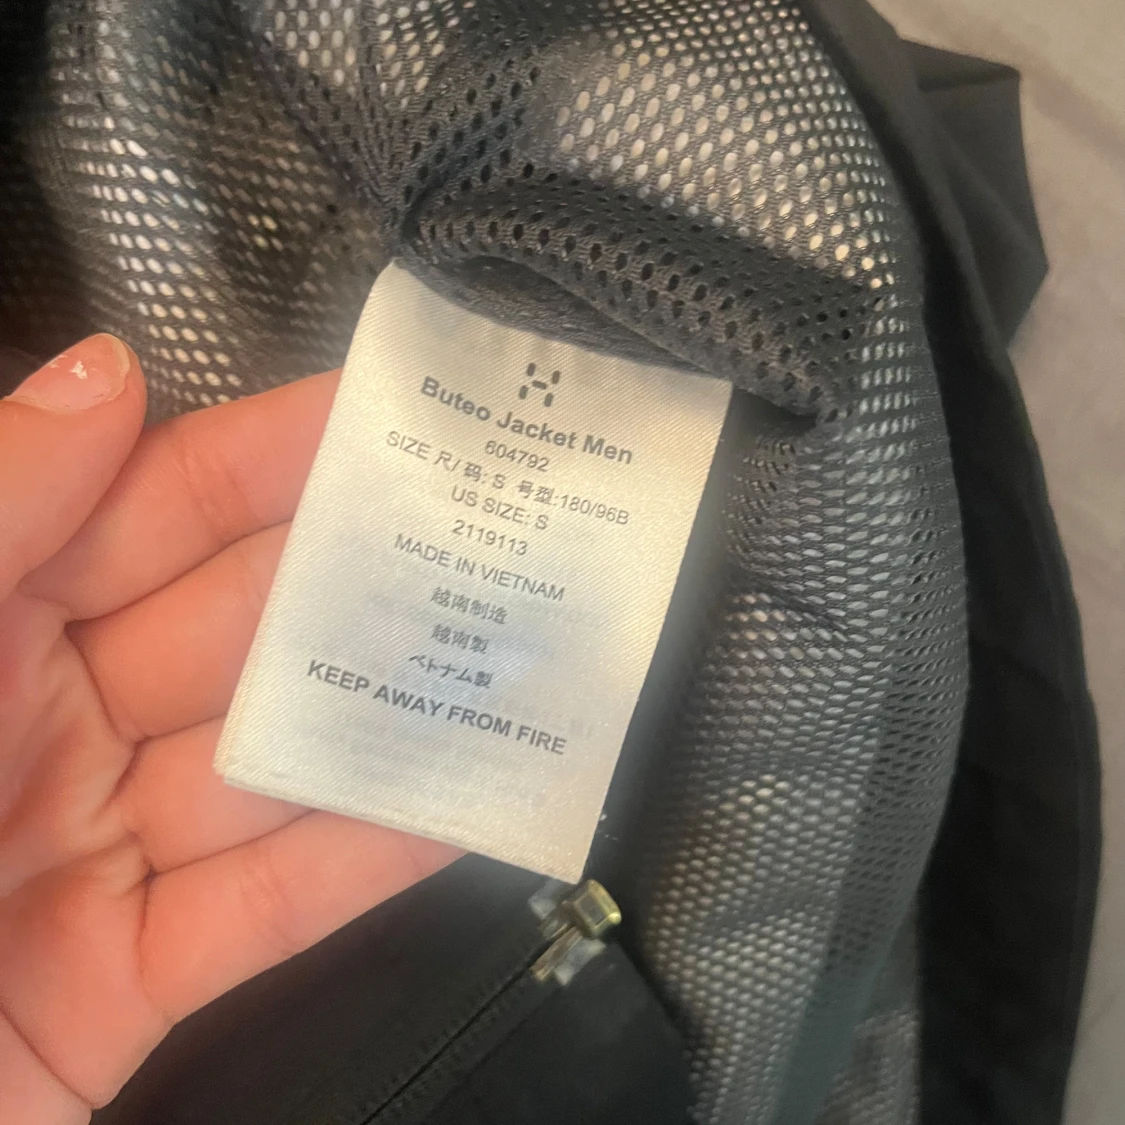 Buteo Jacket Men
604792
SIZE 尺/ 码: S 号型:180/96B
US SIZE: S
2119113
MADE IN VIETNAM
越南制造
越南製
ベトナム製
KEEP AWAY FROM FIRE